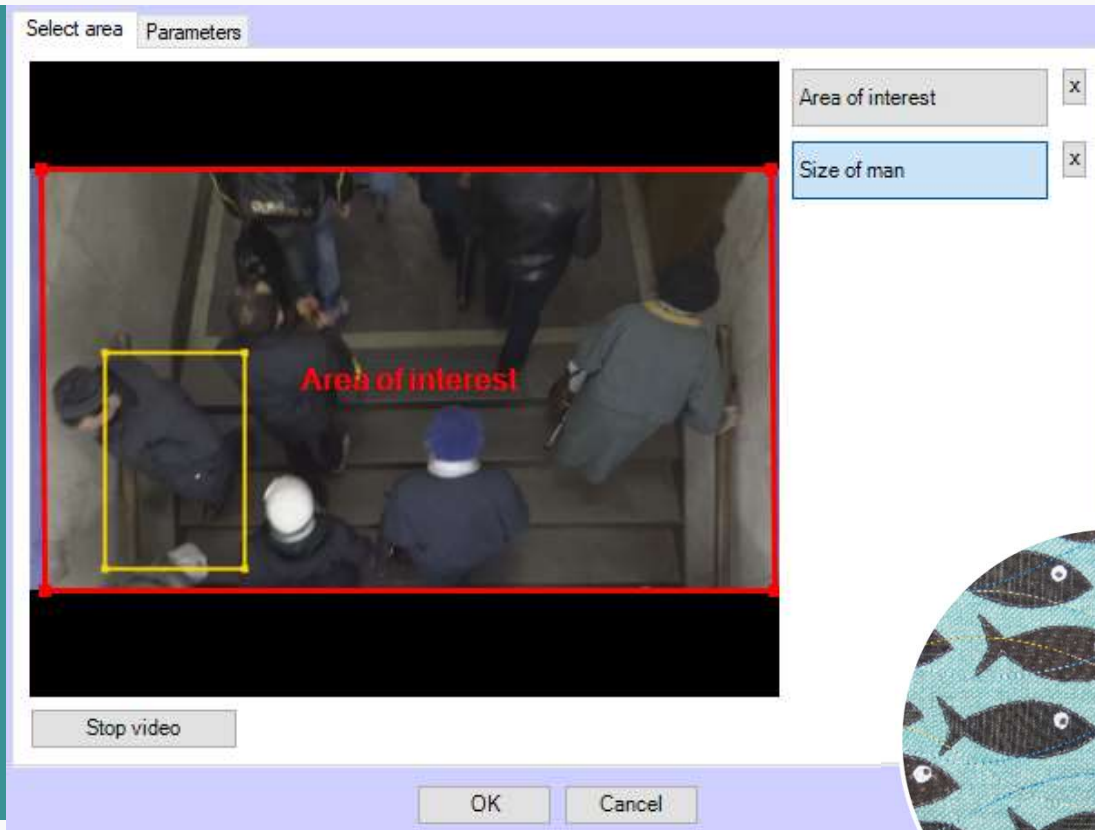 Select area
Parameters
Area of interest
x
Size of man
x
Area of interest
Stop video
OK
Cancel